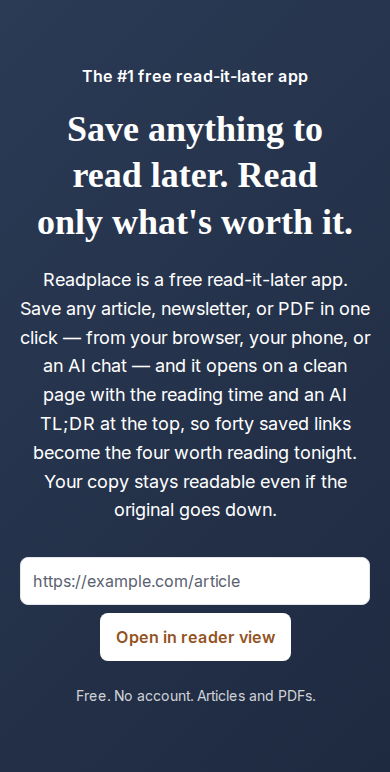 The #1 free read-it-later app
Save anything to
read later. Read
only what's worth it.
Readplace is a free read-it-later app.
Save any article, newsletter, or PDF in one
click — from your browser, your phone, or
an AI chat — and it opens on a clean
page with the reading time and an AI
TL;DR at the top, so forty saved links
become the four worth reading tonight.
Your copy stays readable even if the
original goes down.
https://example.com/article
Open in reader view
Free. No account. Articles and PDFs.